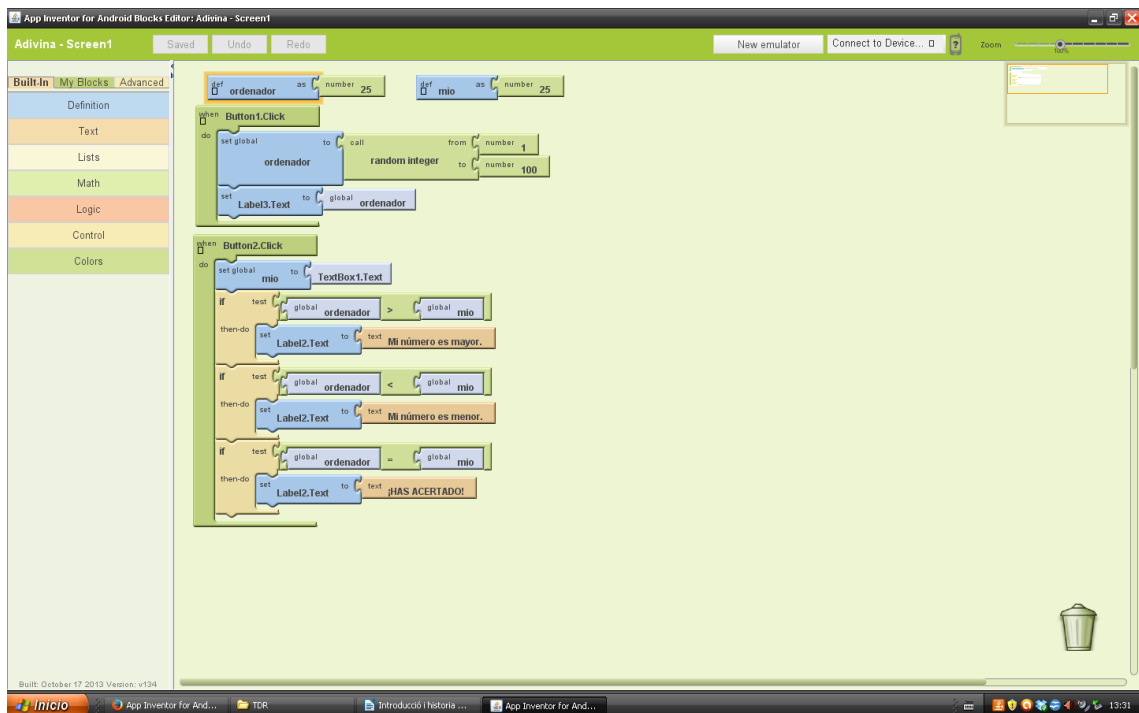 App Inventor for Android Blocks Editor: Adivina - Screen1
Adivina - Screen1 Saved Undo Redo New emulator Connect to Device... ? Zoom 100%
Built-In My Blocks Advanced
Definition
Text
Lists
Math
Logic
Control
Colors
def ordenador as number 25
def mio as number 25
when Button1.Click
do set global ordenador to call random integer from number 1
to number 100
set Label3.Text to global ordenador
when Button2.Click
do set global mio to TextBox1.Text
if test global ordenador > global mio
then-do set Label2.Text to text Mi número es mayor.
if test global ordenador < global mio
then-do set Label2.Text to text Mi número es menor.
if test global ordenador = global mio
then-do set Label2.Text to text ¡HAS ACERTADO!
Built: October 17 2013 Version: v134
Inicio App Inventor for And... TDR Introducció i historia ... App Inventor for And... 13:31